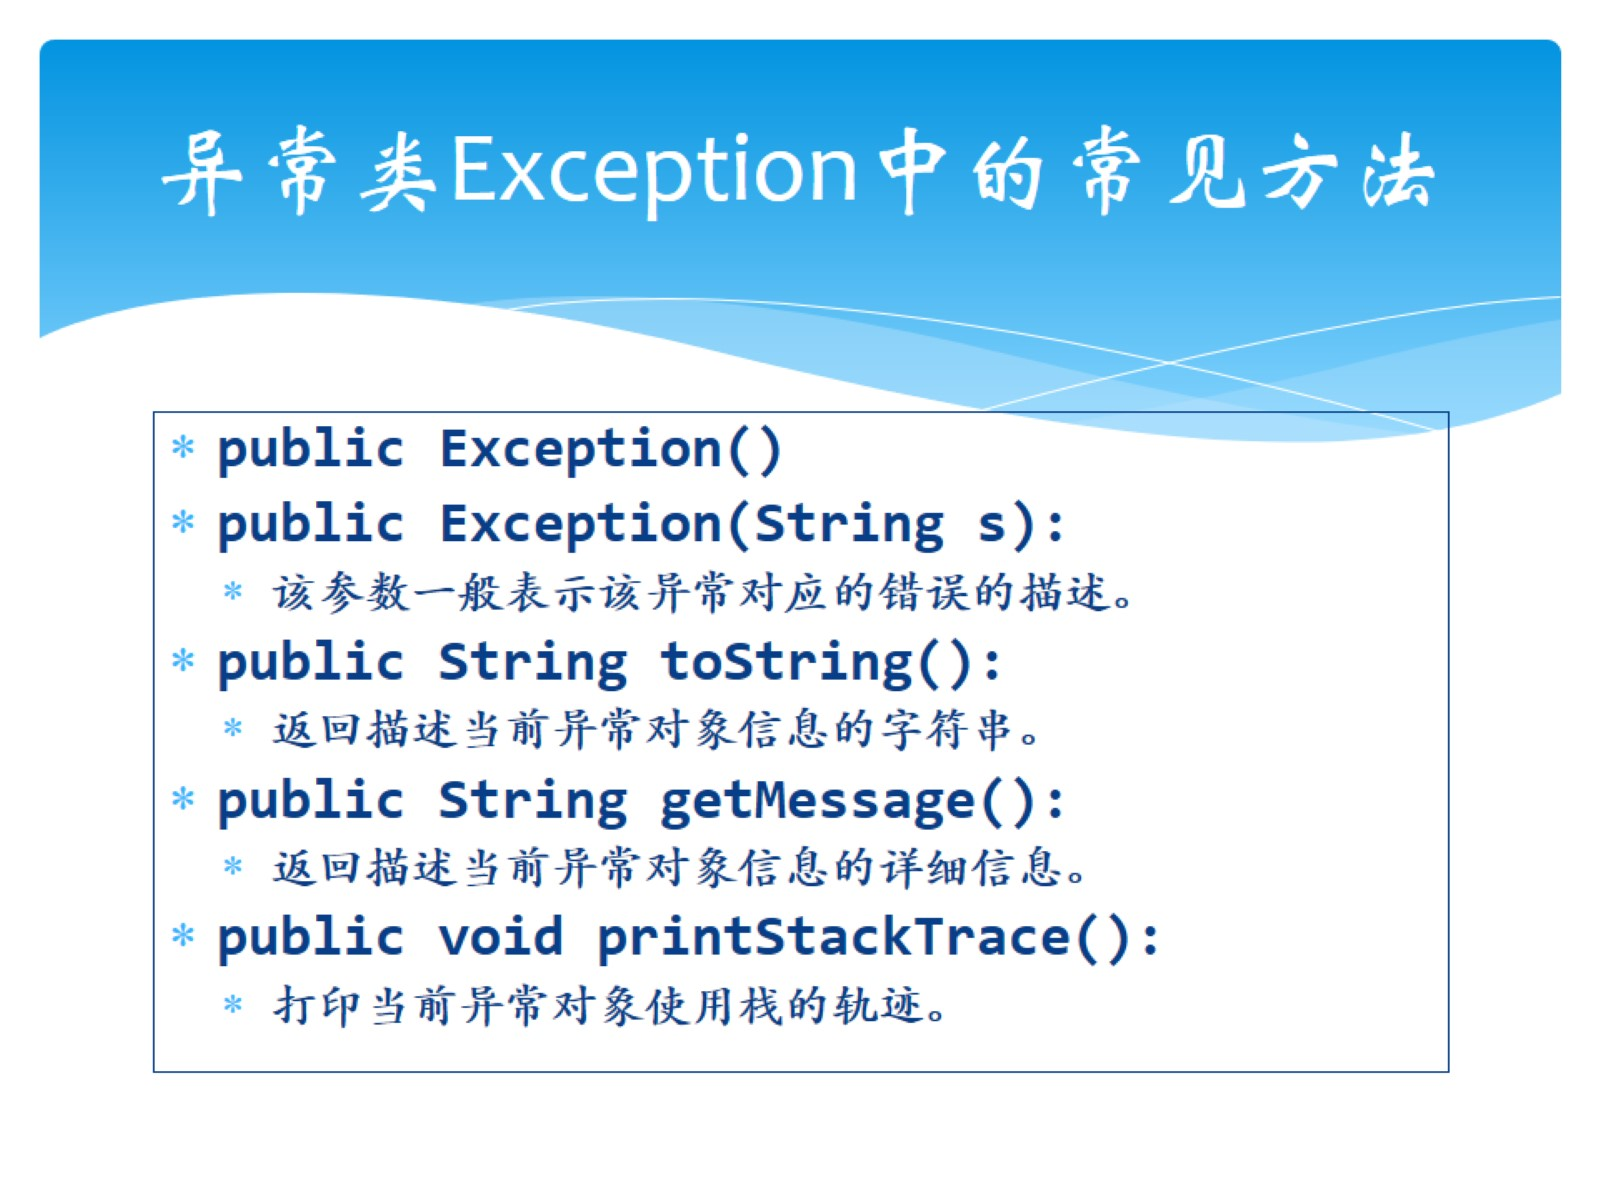 异常类Exception中的常见方法
* public Exception()
* public Exception(String s):
* 该参数一般表示该异常对应的错误的描述。
* public String toString():
* 返回描述当前异常对象信息的字符串。
* public String getMessage():
* 返回描述当前异常对象信息的详细信息。
* public void printStackTrace():
* 打印当前异常对象使用栈的轨迹。